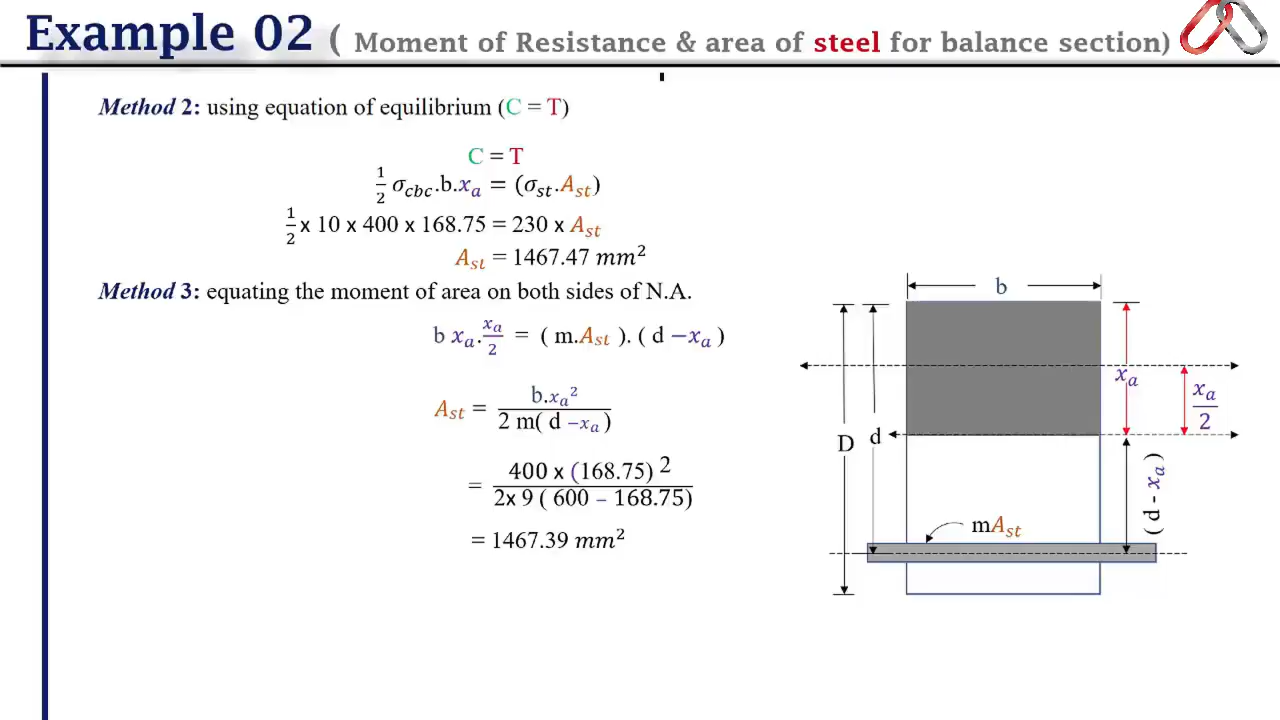 Example 02 ( Moment of Resistance & area of steel for balance section)
Method 2: using equation of equilibrium (C = T)
C = T
1/2 σcbc.b.xa = (σst.Ast)
1/2 x 10 x 400 x 168.75 = 230 x Ast
Ast = 1467.47 mm²
Method 3: equating the moment of area on both sides of N.A.
b xa.xa/2 = ( m.Ast ). ( d −xa )
Ast = b.xa² / 2 m( d −xa )
= 400 x (168.75) 2 / 2x 9 ( 600 – 168.75)
= 1467.39 mm²
b
xa
xa/2
D
d
( d - xa )
mAst